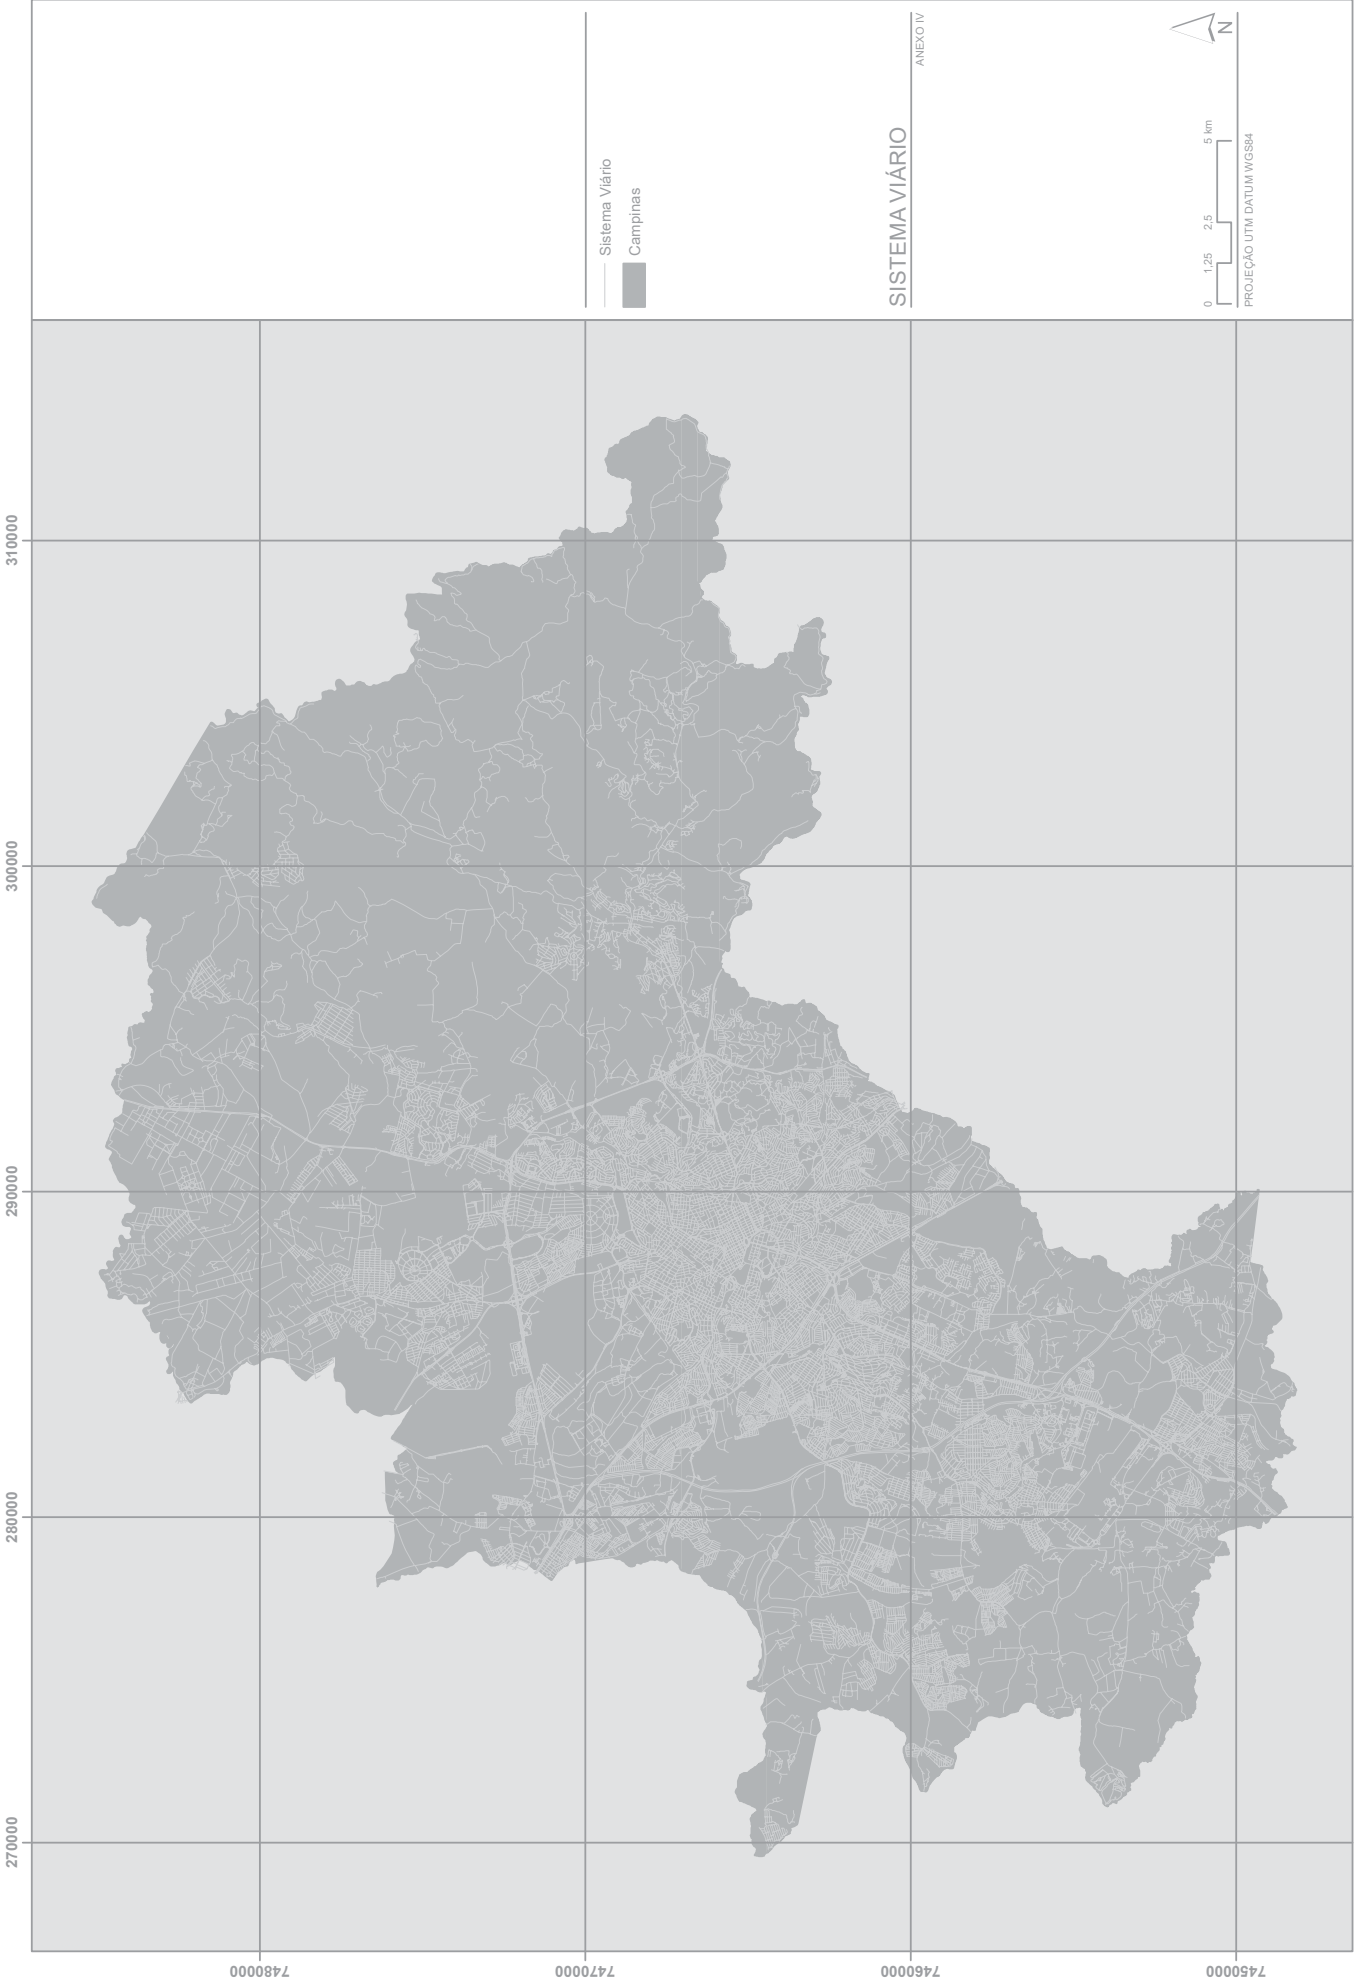 310000
300000
290000
280000
270000
7480000
7470000
7460000
7450000
Sistema Viário
Campinas
SISTEMA VIÁRIO
ANEXO IV
0 1,25 2,5 5 km
PROJEÇÃO UTM DATUM WGS84
N